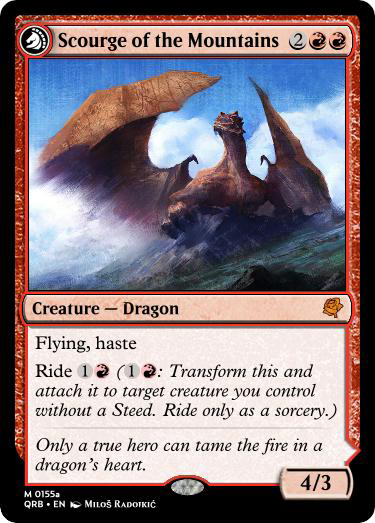 Scourge of the Mountains 2
Creature — Dragon
Flying, haste
Ride 1 (1: Transform this and
attach it to target creature you control
without a Steed. Ride only as a sorcery.)
Only a true hero can tame the fire in a
dragon's heart.
4/3
M 0155a
QRB • EN Miloš Radojkić